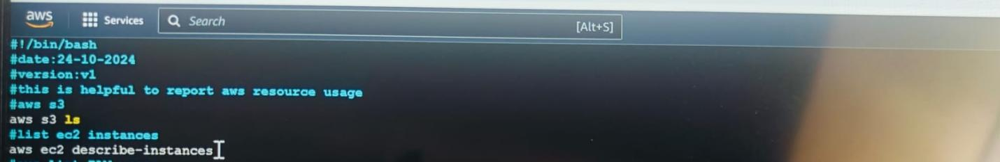 aws Services Search [Alt+S]
#!/bin/bash
#date:24-10-2024
#version:v1
#this is helpful to report aws resource usage
#aws s3
aws s3 ls
#list ec2 instances
aws ec2 describe-instances